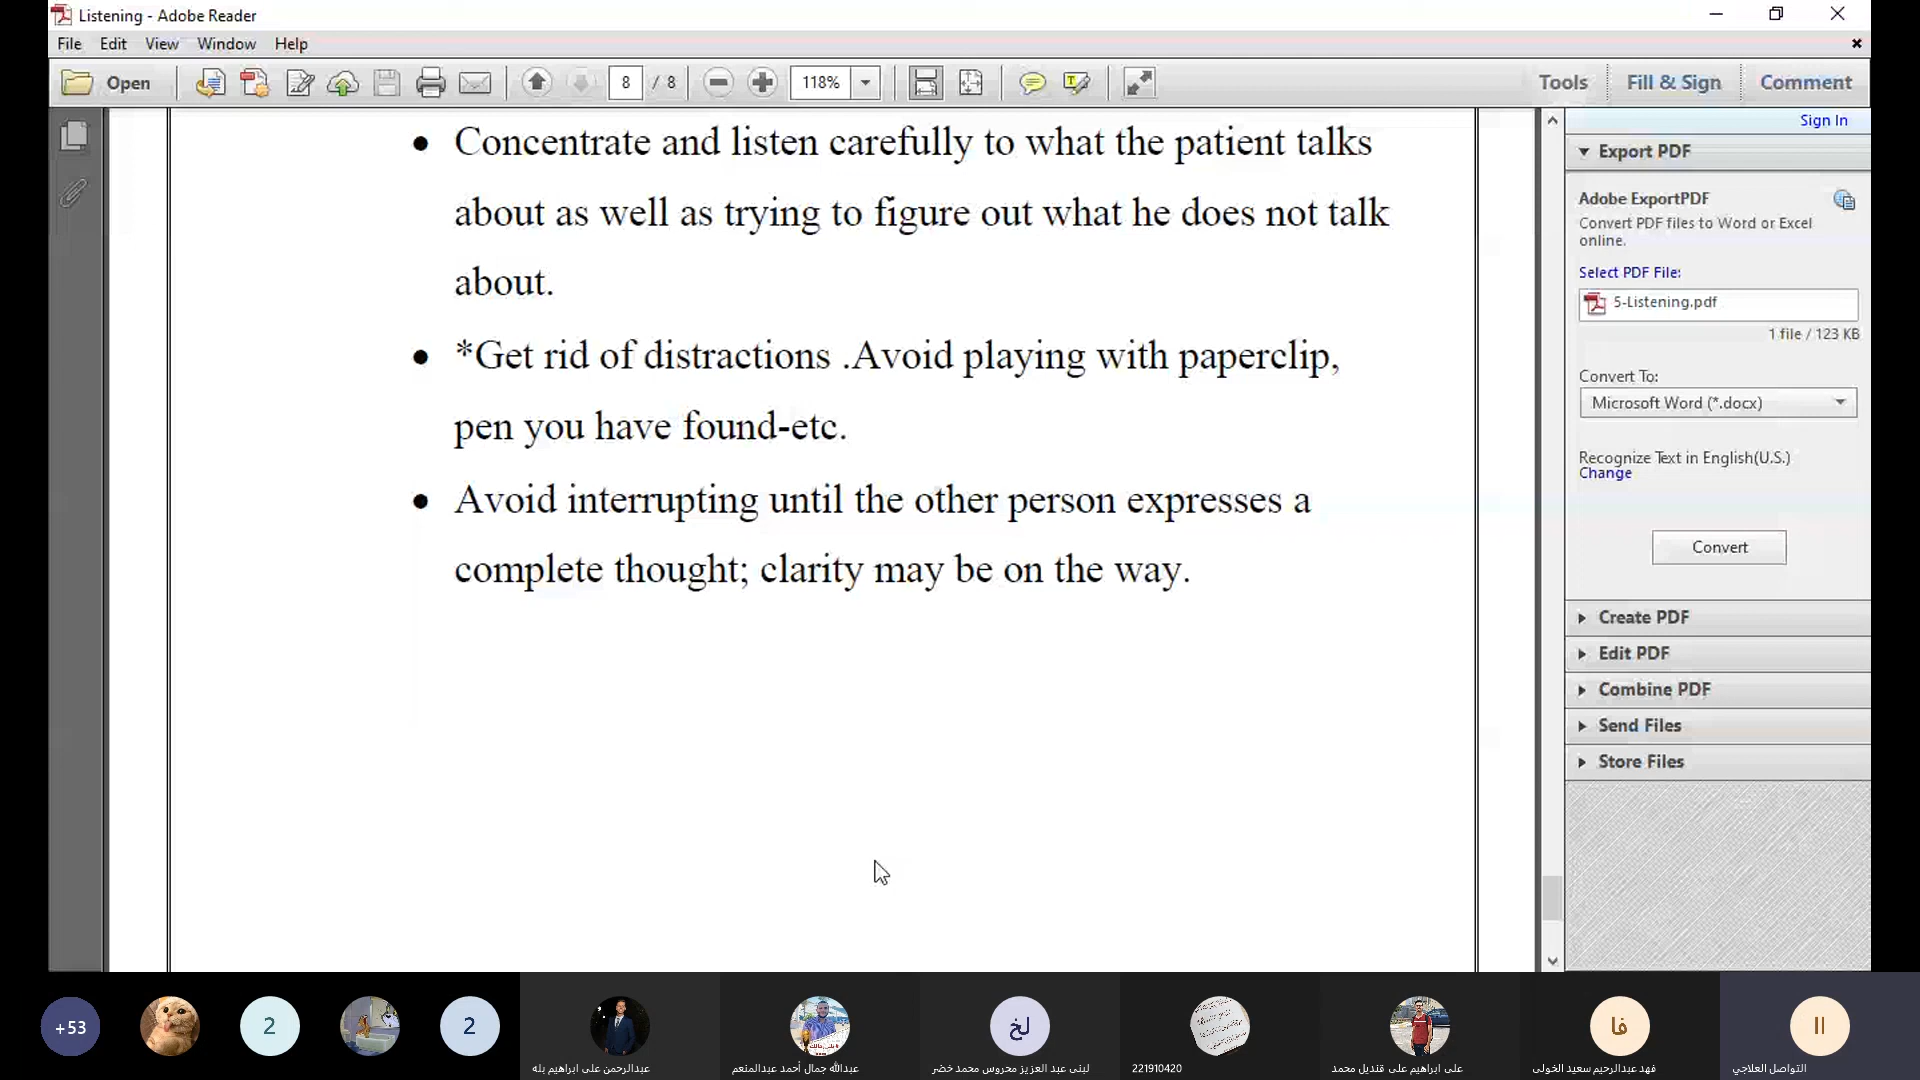 Listening - Adobe Reader
File Edit View Window Help
Open 8 / 8 118% Tools Fill & Sign Comment
Sign In
• Concentrate and listen carefully to what the patient talks
about as well as trying to figure out what he does not talk
about.
• *Get rid of distractions .Avoid playing with paperclip,
pen you have found-etc.
• Avoid interrupting until the other person expresses a
complete thought; clarity may be on the way.
Export PDF
Adobe ExportPDF
Convert PDF files to Word or Excel
online.
Select PDF File:
5-Listening.pdf
1 file / 123 KB
Convert To:
Microsoft Word (*.docx)
Recognize Text in English(U.S.)
Change
Convert
Create PDF
Edit PDF
Combine PDF
Send Files
Store Files
+53 2 2 لخ فا اا
عبدالرحمن على ابراهيم بله
عبدالله جمال أحمد عبدالمنعم
لبنى عبد العزيز محروس محمد خضر
221910420
على ابراهيم على قنديل محمد
فهد عبدالرحيم سعيد الخولى
التواصل العلاجي